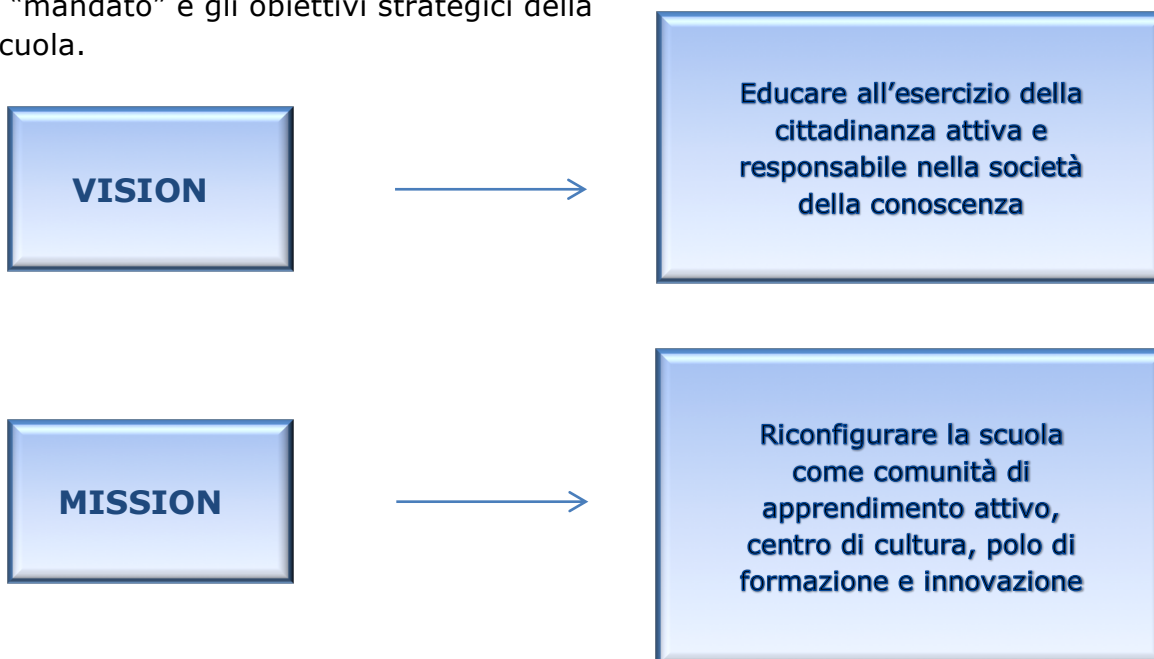 "mandato" e gli obiettivi strategici della
cuola.
VISION
Educare all'esercizio della
cittadinanza attiva e
responsabile nella società
della conoscenza
MISSION
Riconfigurare la scuola
come comunità di
apprendimento attivo,
centro di cultura, polo di
formazione e innovazione